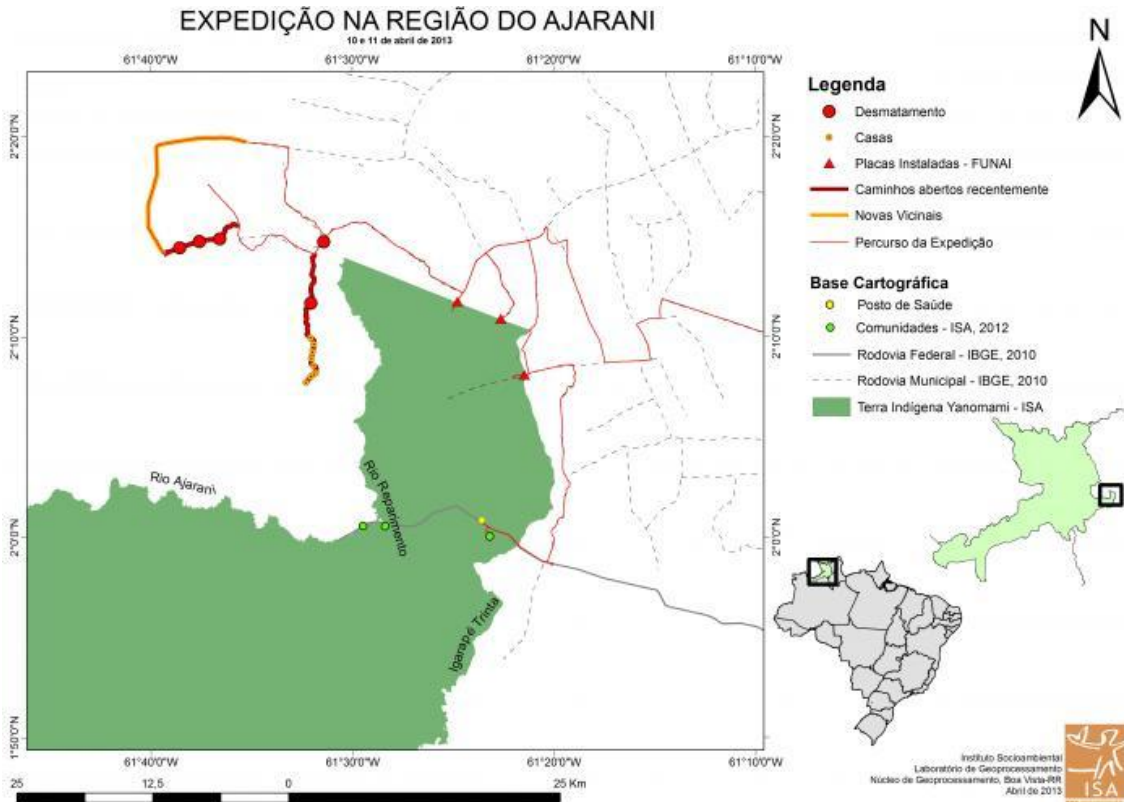 EXPEDIÇÃO NA REGIÃO DO AJARANI
10 e 11 de abril de 2013
61°40'0"W
61°30'0"W
61°20'0"W
61°10'0"W
2°20'0"N
2°20'0"N
2°10'0"N
2°10'0"N
2°0'0"N
2°0'0"N
1°50'0"N
1°50'0"N
Rio Ajarani
Rio Reparimento
Igarapé Trinta
61°40'0"W
61°30'0"W
61°20'0"W
61°10'0"W
25
12,5
0
25 Km
N
Legenda
Desmatamento
Casas
Placas Instaladas - FUNAI
Caminhos abertos recentemente
Novas Vicinais
Percurso da Expedição
Base Cartográfica
Posto de Saúde
Comunidades - ISA, 2012
Rodovia Federal - IBGE, 2010
Rodovia Municipal - IBGE, 2010
Terra Indígena Yanomami - ISA
Instituto Socioambiental
Laboratório de Geoprocessamento
Núcleo de Geoprocessamento, Boa Vista-RR
Abril de 2013
ISA